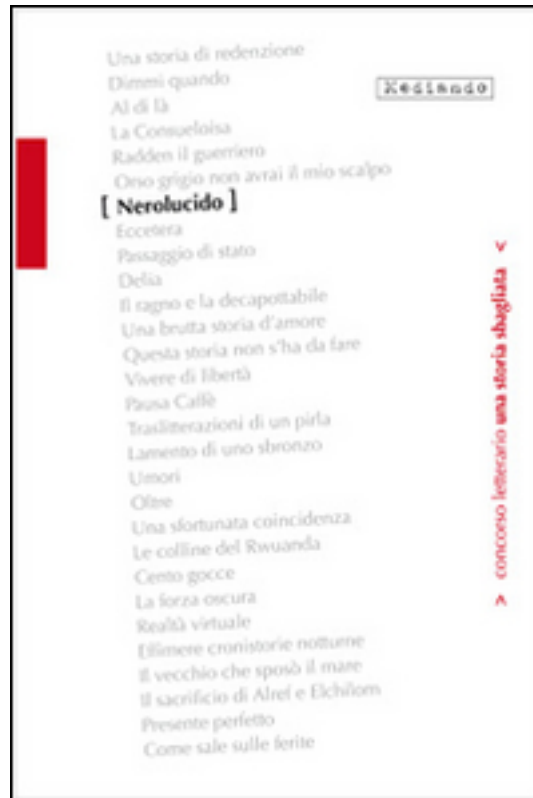 Una storia di redenzione
Dimmi quando
Al di là
La Consueloisa
Radden il guerriero
Orso grigio non avrai il mio scalpo
[ Nerolucido ]
Eccetera
Passaggio di stato
Delia
Il ragno e la decapottabile
Una brutta storia d'amore
Questa storia non s'ha da fare
Vivere di libertà
Pausa Caffè
Traslitterazioni di un pirla
Lamento di uno sbronzo
Umori
Oltre
Una sfortunata coincidenza
Le colline del Rwuanda
Cento gocce
La forza oscura
Realtà virtuale
Effimere cronistorie notturne
Il vecchio che sposò il mare
Il sacrificio di Alref e Elchilom
Presente perfetto
Come sale sulle ferite
Mediando
< concorso letterario una storia sbagliata >